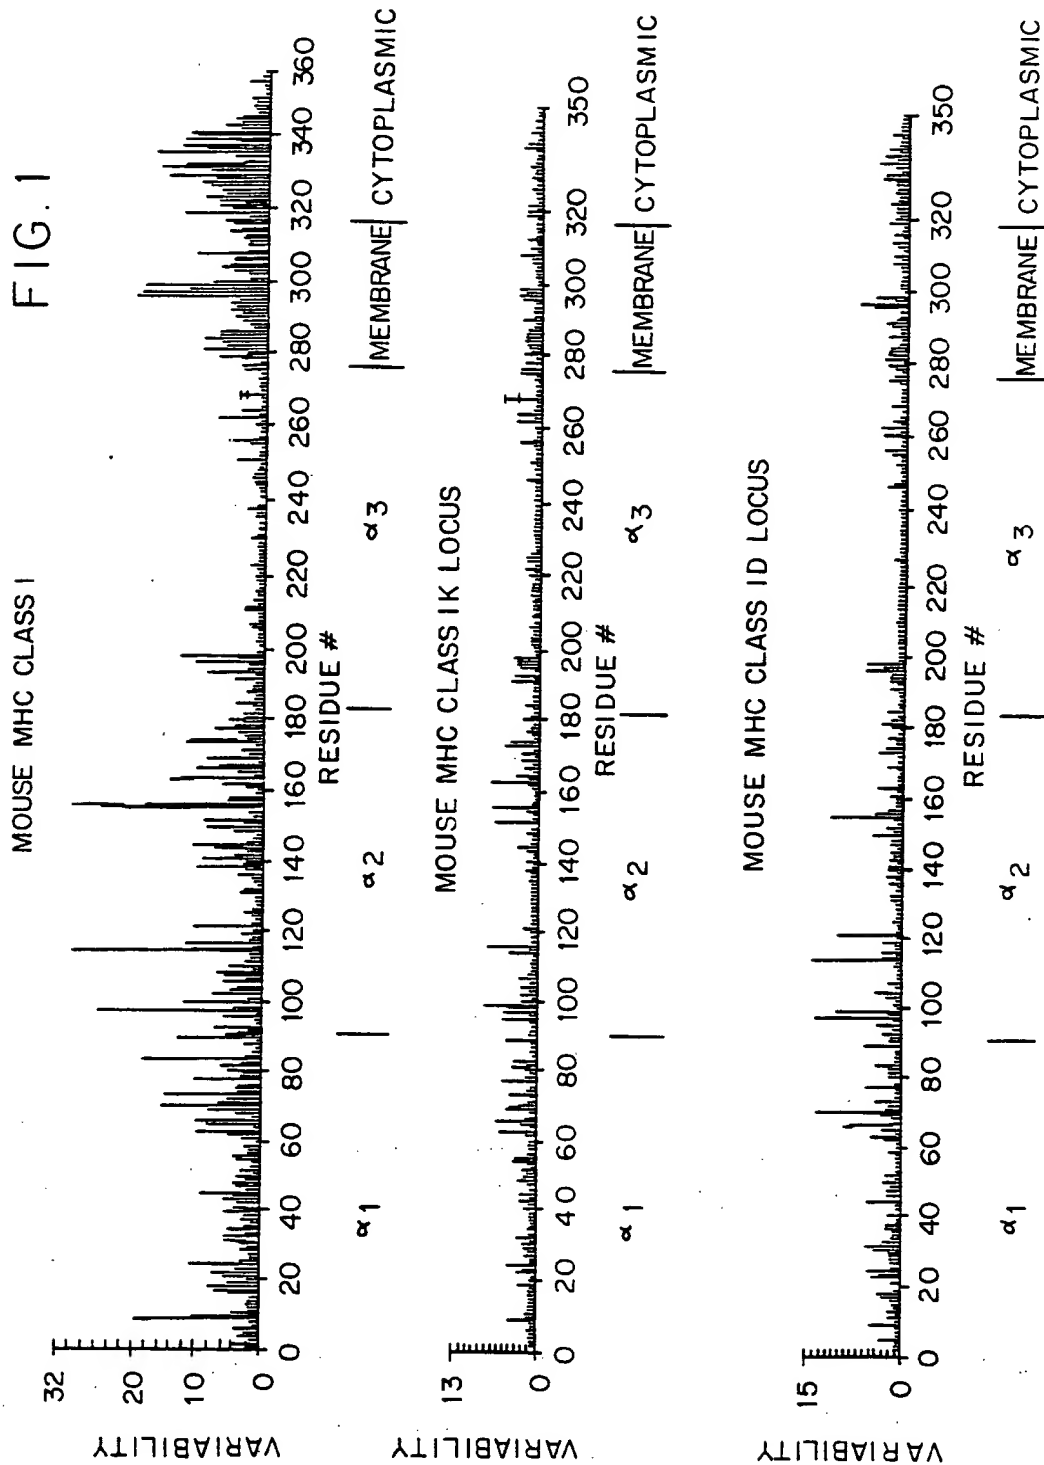 FIG. 1
MOUSE MHC CLASS I
VARIABILITY
32
20
10
0
0 20 40 60 80 100 120 140 160 180 200 220 240 260 280 300 320 340 360
RESIDUE #
α1 α2 α3 MEMBRANE CYTOPLASMIC
MOUSE MHC CLASS IK LOCUS
VARIABILITY
13
0
0 20 40 60 80 100 120 140 160 180 200 220 240 260 280 300 320 350
RESIDUE #
α1 α2 α3 MEMBRANE CYTOPLASMIC
MOUSE MHC CLASS ID LOCUS
VARIABILITY
15
0
0 20 40 60 80 100 120 140 160 180 200 220 240 260 280 300 320 350
RESIDUE #
α1 α2 α3 MEMBRANE CYTOPLASMIC